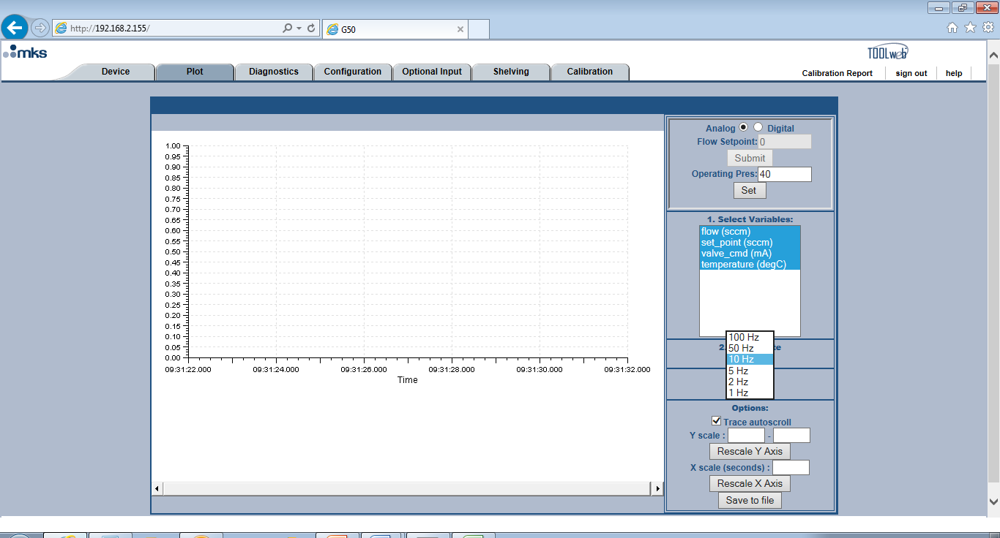 http://192.168.2.155/
G50
mks
TOOLweb
Device
Plot
Diagnostics
Configuration
Optional Input
Shelving
Calibration
Calibration Report
sign out
help
1.00
0.95
0.90
0.85
0.80
0.75
0.70
0.65
0.60
0.55
0.50
0.45
0.40
0.35
0.30
0.25
0.20
0.15
0.10
0.05
0.00
09:31:22.000 09:31:24.000 09:31:26.000 09:31:28.000 09:31:30.000 09:31:32.000
Time
Analog Digital
Flow Setpoint: 0
Submit
Operating Pres: 40
Set
1. Select Variables:
flow (sccm)
set_point (sccm)
valve_cmd (mA)
temperature (degC)
2.
100 Hz
50 Hz
10 Hz
5 Hz
2 Hz
1 Hz
Options:
Trace autoscroll
Y scale : -
Rescale Y Axis
X scale (seconds) :
Rescale X Axis
Save to file